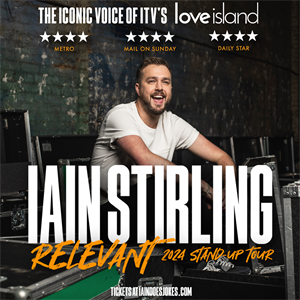 THE ICONIC VOICE OF ITV'S love island
★★★★ ★★★★ ★★★★
METRO MAIL ON SUNDAY DAILY STAR
IAIN STIRLING
RELEVANT 2024 STAND-UP TOUR
TICKETS AT IAINDOESJOKES.COM